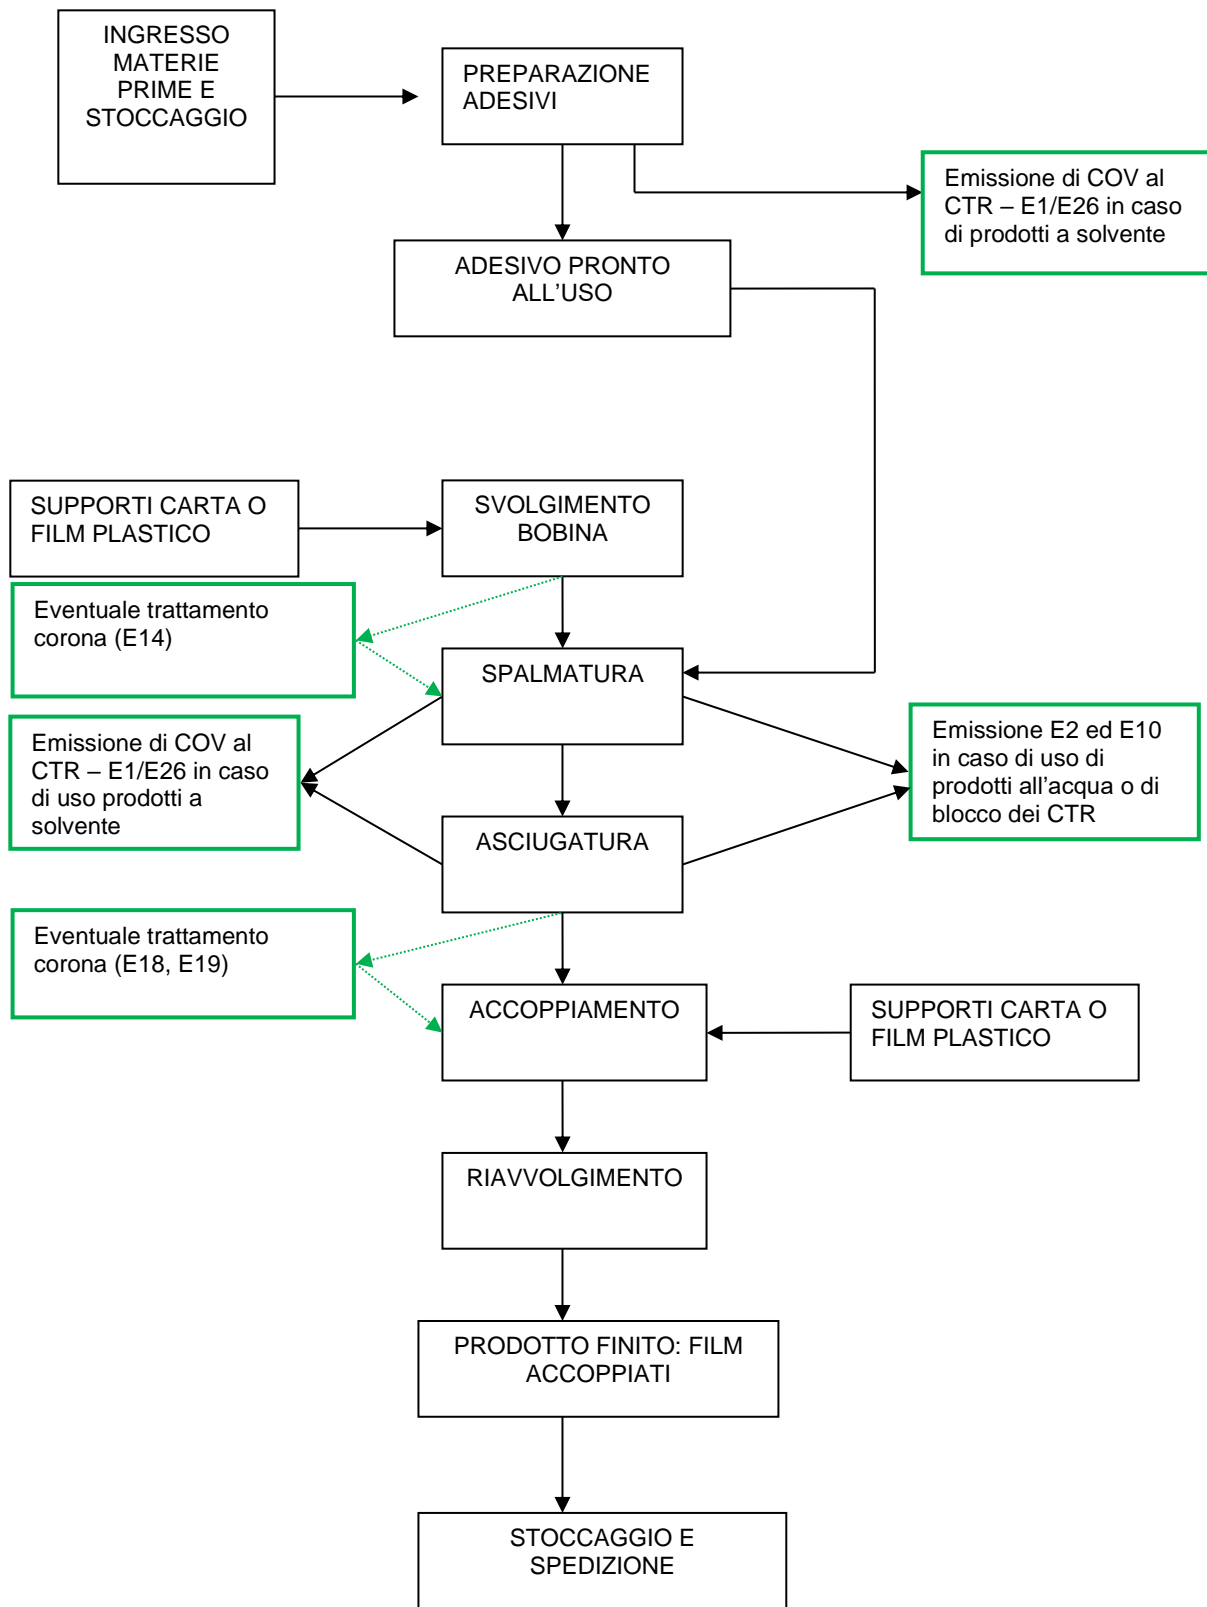 INGRESSO
MATERIE
PRIME E
STOCCAGGIO
PREPARAZIONE
ADESIVI
Emissione di COV al
CTR – E1/E26 in caso
di prodotti a solvente
ADESIVO PRONTO
ALL’USO
SUPPORTI CARTA O
FILM PLASTICO
SVOLGIMENTO
BOBINA
Eventuale trattamento
corona (E14)
SPALMATURA
Emissione di COV al
CTR – E1/E26 in caso
di uso prodotti a
solvente
Emissione E2 ed E10
in caso di uso di
prodotti all’acqua o di
blocco dei CTR
ASCIUGATURA
Eventuale trattamento
corona (E18, E19)
ACCOPPIAMENTO
SUPPORTI CARTA O
FILM PLASTICO
RIAVVOLGIMENTO
PRODOTTO FINITO: FILM
ACCOPPIATI
STOCCAGGIO E
SPEDIZIONE